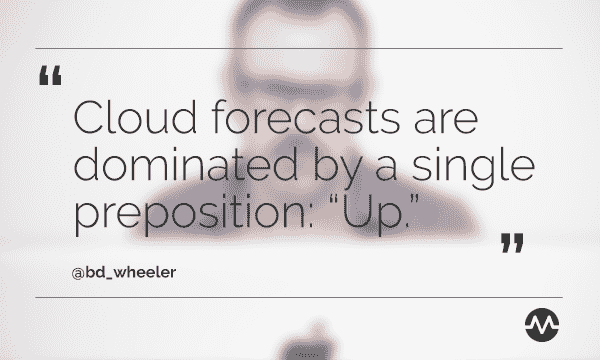 “
Cloud forecasts are
dominated by a single
preposition: “Up.”
”
@bd_wheeler